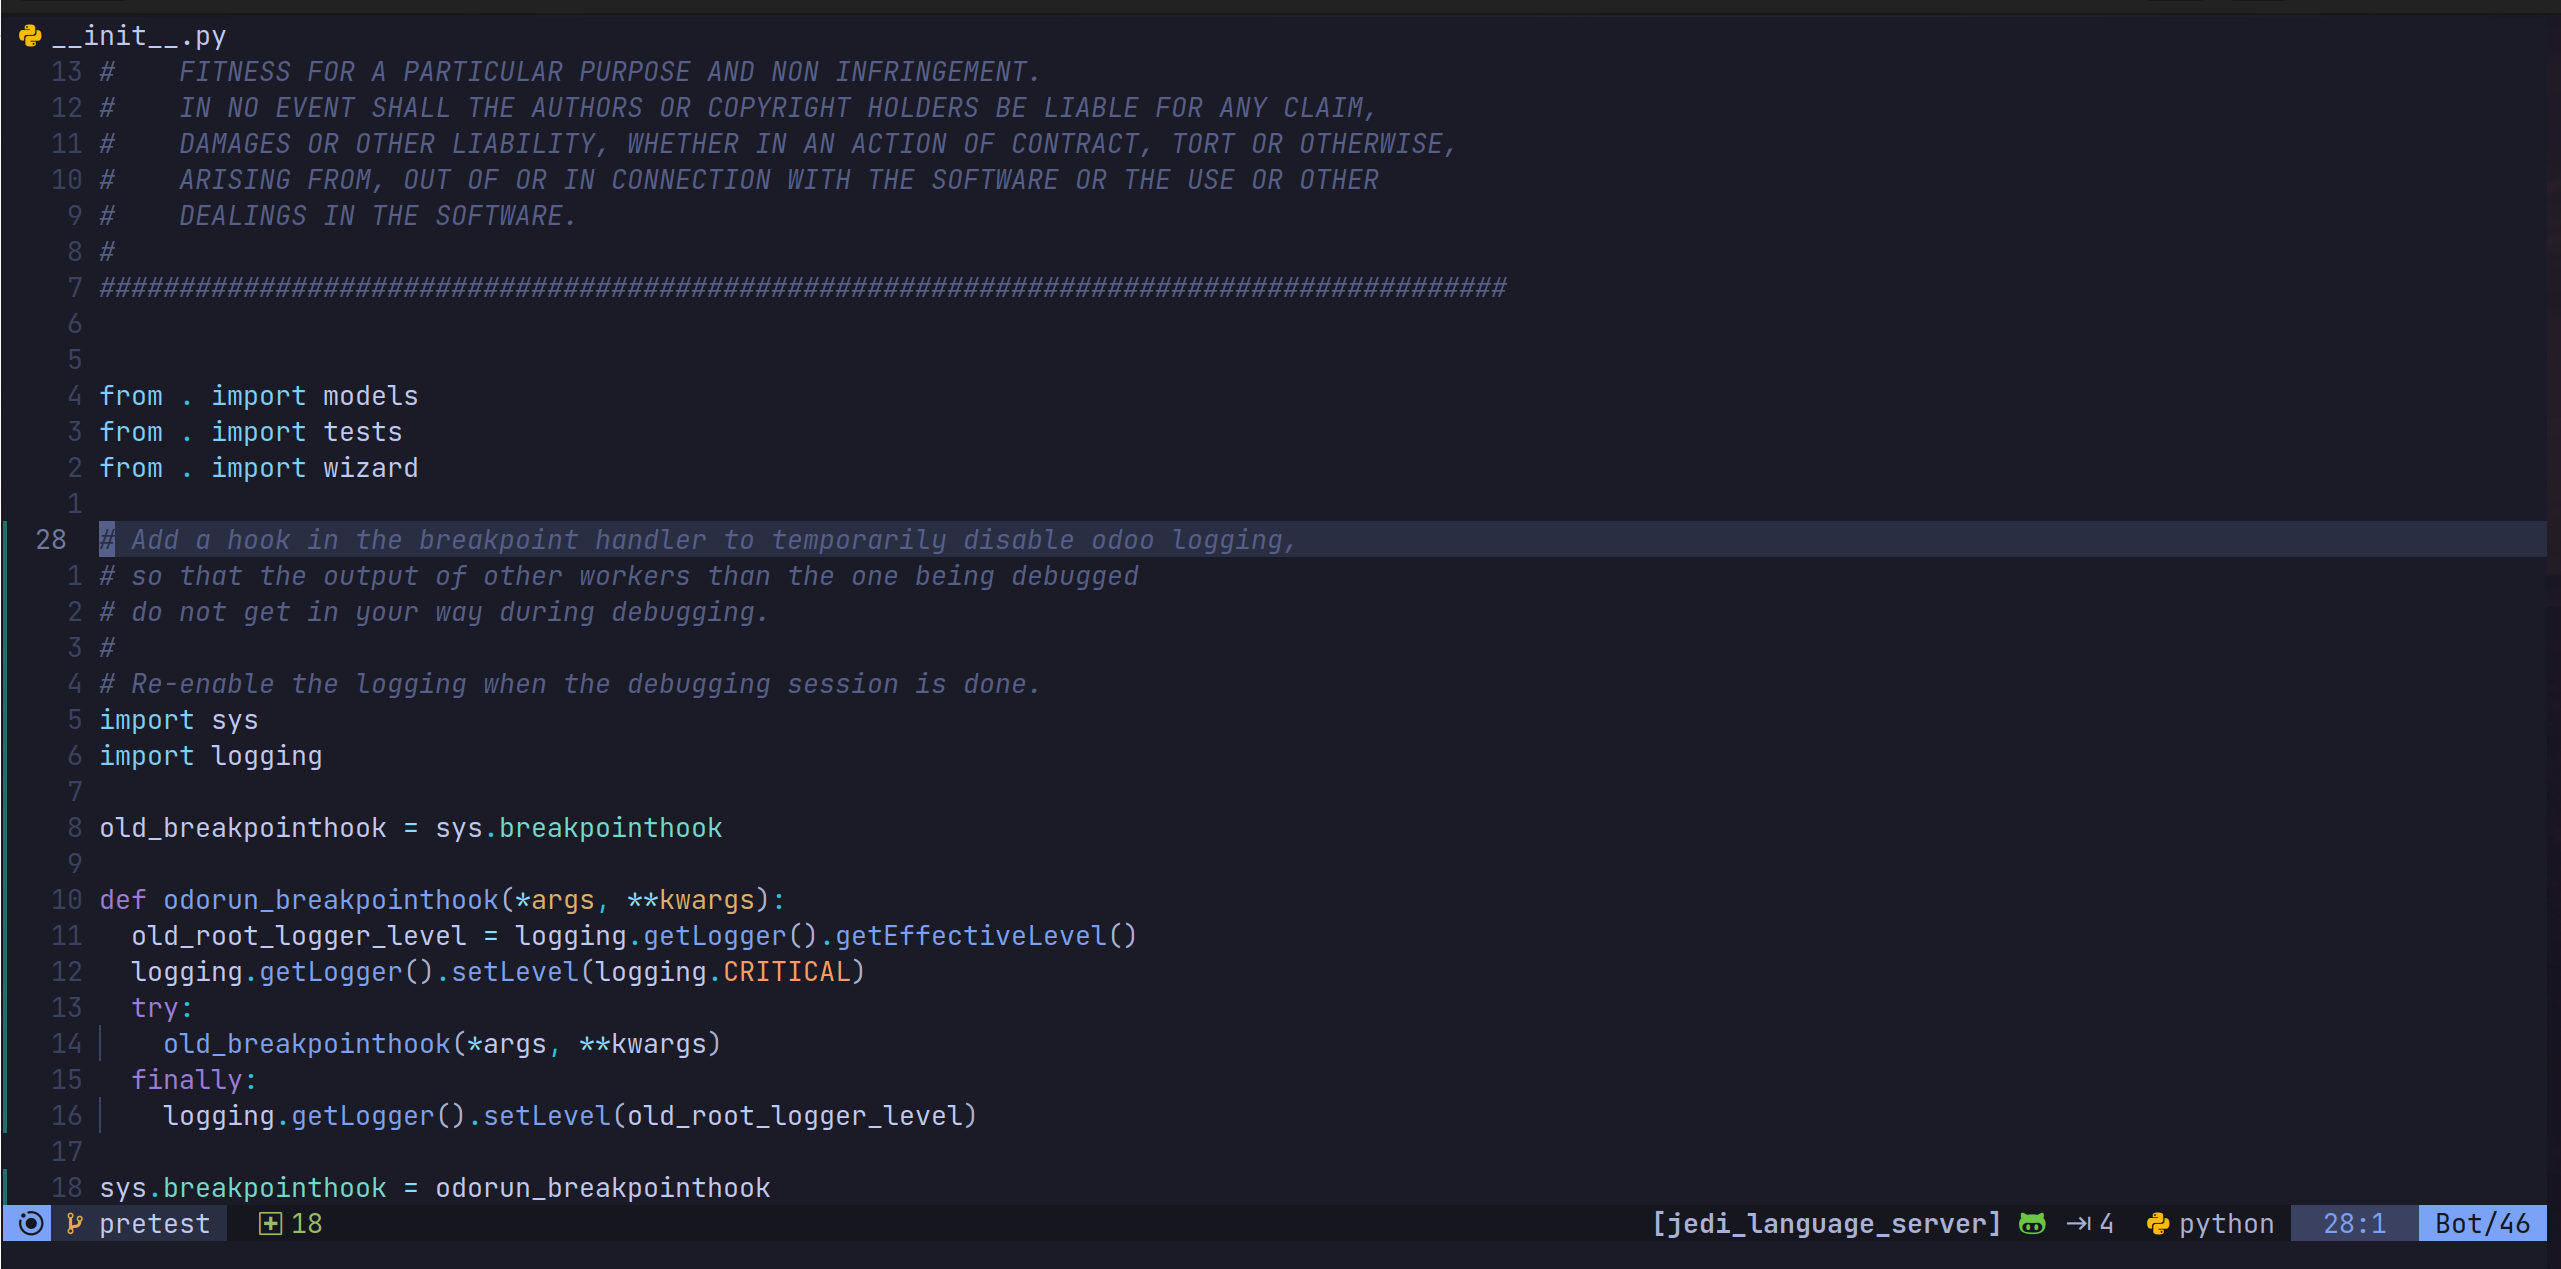 __init__.py
13 #    FITNESS FOR A PARTICULAR PURPOSE AND NON INFRINGEMENT.
12 #    IN NO EVENT SHALL THE AUTHORS OR COPYRIGHT HOLDERS BE LIABLE FOR ANY CLAIM,
11 #    DAMAGES OR OTHER LIABILITY, WHETHER IN AN ACTION OF CONTRACT, TORT OR OTHERWISE,
10 #    ARISING FROM, OUT OF OR IN CONNECTION WITH THE SOFTWARE OR THE USE OR OTHER
9 #    DEALINGS IN THE SOFTWARE.
8 #
7 ########################################################################################
6
5
4 from . import models
3 from . import tests
2 from . import wizard
1
28 # Add a hook in the breakpoint handler to temporarily disable odoo logging,
1 # so that the output of other workers than the one being debugged
2 # do not get in your way during debugging.
3 #
4 # Re-enable the logging when the debugging session is done.
5 import sys
6 import logging
7
8 old_breakpointhook = sys.breakpointhook
9
10 def odorun_breakpointhook(*args, **kwargs):
11   old_root_logger_level = logging.getLogger().getEffectiveLevel()
12   logging.getLogger().setLevel(logging.CRITICAL)
13   try:
14     old_breakpointhook(*args, **kwargs)
15   finally:
16     logging.getLogger().setLevel(old_root_logger_level)
17
18 sys.breakpointhook = odorun_breakpointhook
pretest 18 [jedi_language_server] 4 python 28:1 Bot/46